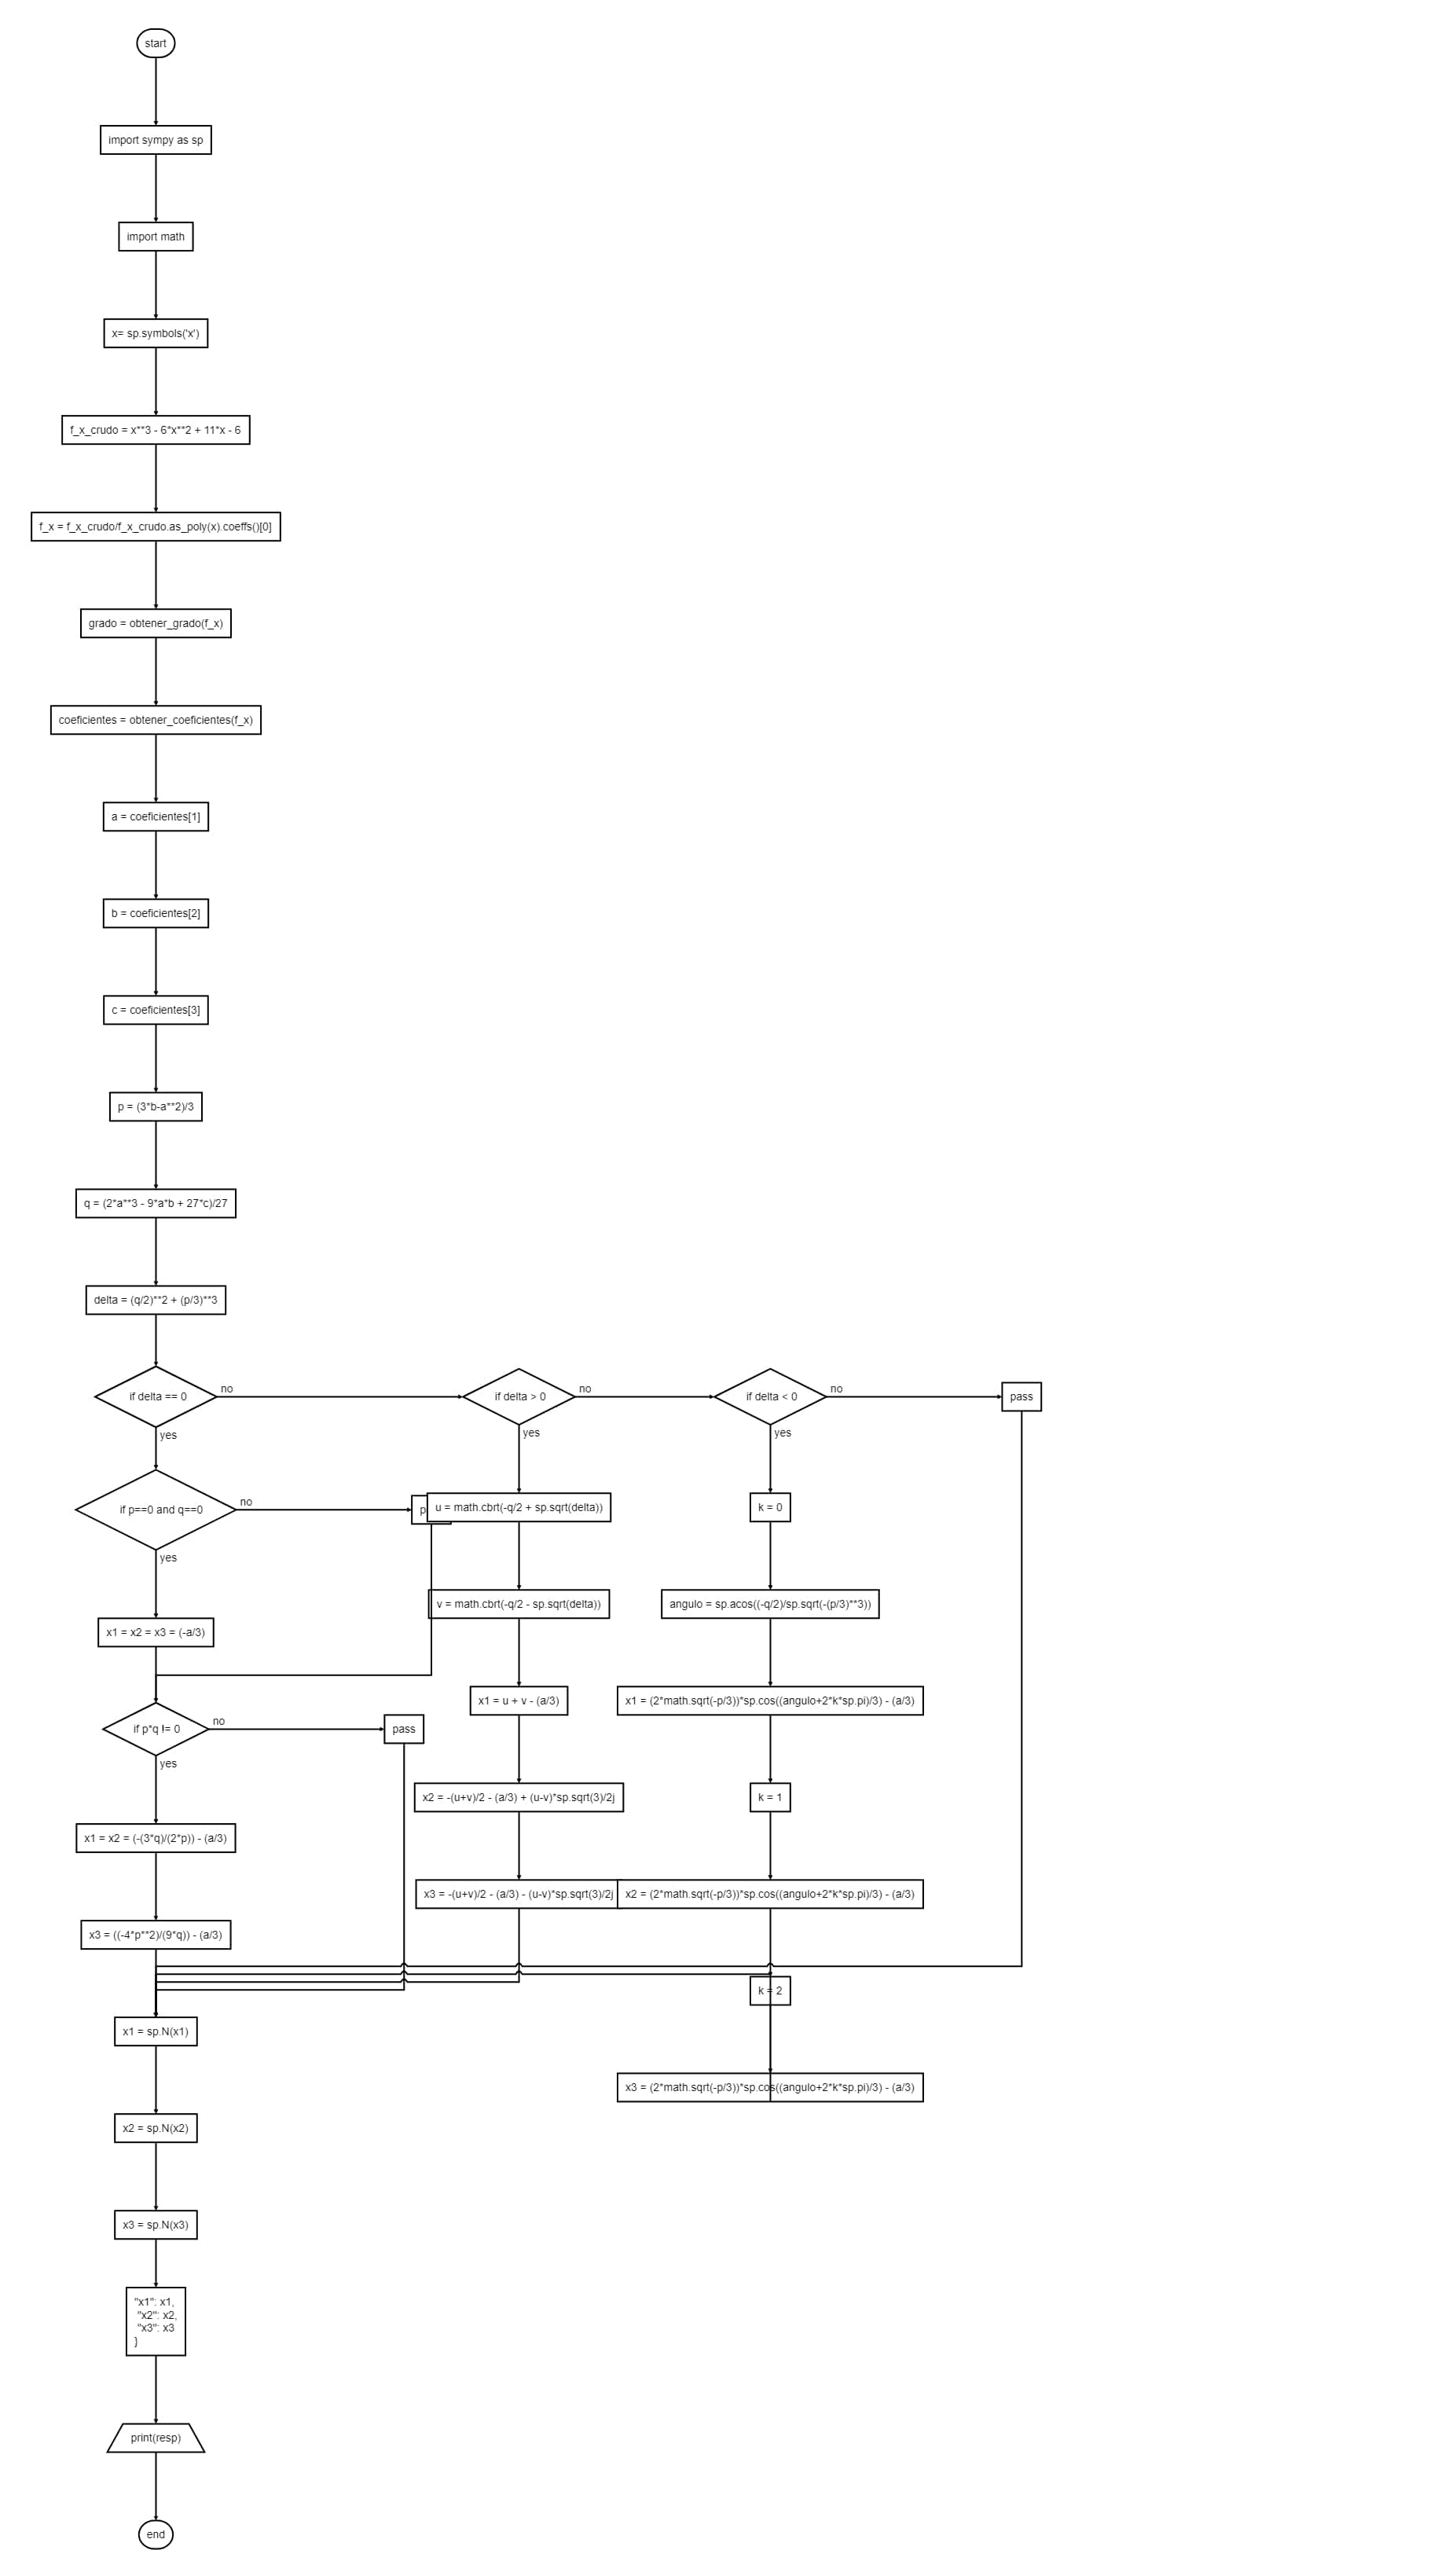 start
import sympy as sp
import math
x= sp.symbols('x')
f_x_crudo = x**3 - 6*x**2 + 11*x - 6
f_x = f_x_crudo/f_x_crudo.as_poly(x).coeffs()[0]
grado = obtener_grado(f_x)
coeficientes = obtener_coeficientes(f_x)
a = coeficientes[1]
b = coeficientes[2]
c = coeficientes[3]
p = (3*b-a**2)/3
q = (2*a**3 - 9*a*b + 27*c)/27
delta = (q/2)**2 + (p/3)**3
if delta == 0
no
yes
if p==0 and q==0
no
yes
x1 = x2 = x3 = (-a/3)
if p*q != 0
no
pass
yes
x1 = x2 = (-(3*q)/(2*p)) - (a/3)
x3 = ((-4*p**2)/(9*q)) - (a/3)
if delta > 0
no
yes
u = math.cbrt(-q/2 + sp.sqrt(delta))
v = math.cbrt(-q/2 - sp.sqrt(delta))
x1 = u + v - (a/3)
x2 = -(u+v)/2 - (a/3) + (u-v)*sp.sqrt(3)/2j
x3 = -(u+v)/2 - (a/3) - (u-v)*sp.sqrt(3)/2j
if delta < 0
no
pass
yes
k = 0
angulo = sp.acos((-q/2)/sp.sqrt(-(p/3)**3))
x1 = (2*math.sqrt(-p/3))*sp.cos((angulo+2*k*sp.pi)/3) - (a/3)
k = 1
x2 = (2*math.sqrt(-p/3))*sp.cos((angulo+2*k*sp.pi)/3) - (a/3)
k = 2
x3 = (2*math.sqrt(-p/3))*sp.cos((angulo+2*k*sp.pi)/3) - (a/3)
x1 = sp.N(x1)
x2 = sp.N(x2)
x3 = sp.N(x3)
"x1": x1,
"x2": x2,
"x3": x3
}
print(resp)
end